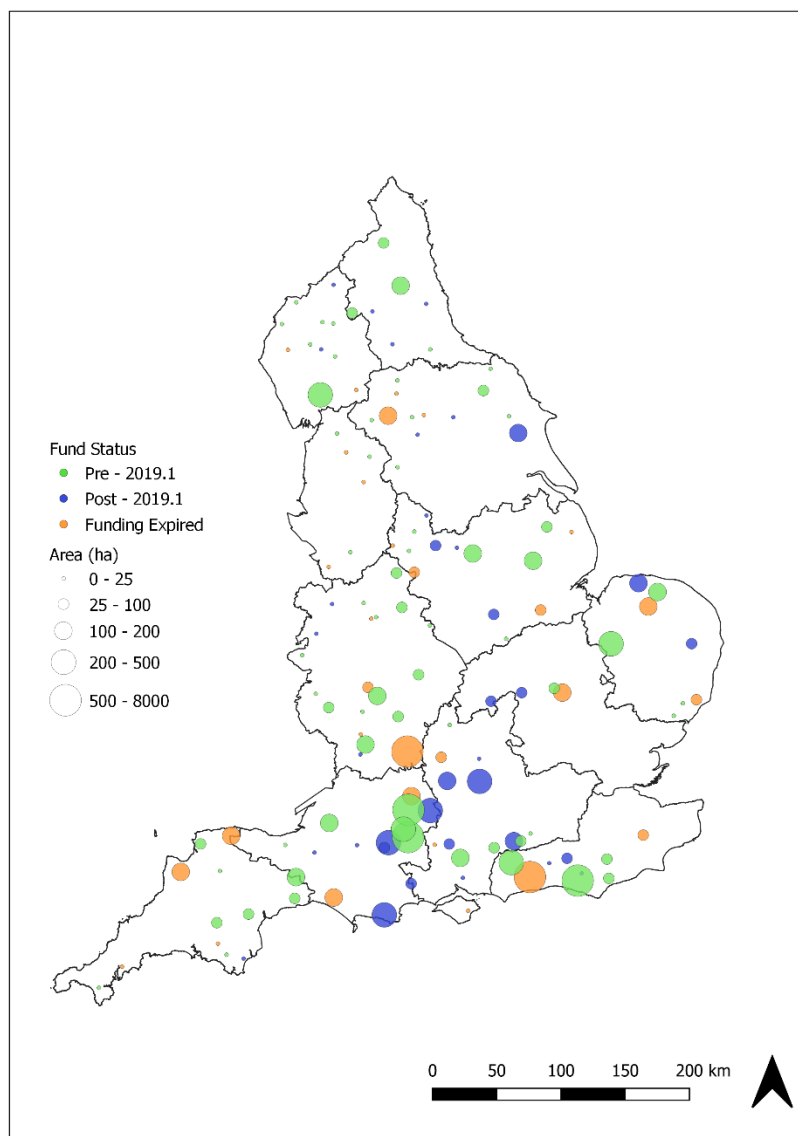 Fund Status
Pre - 2019.1
Post - 2019.1
Funding Expired
Area (ha)
0 - 25
25 - 100
100 - 200
200 - 500
500 - 8000
0 50 100 150 200 km